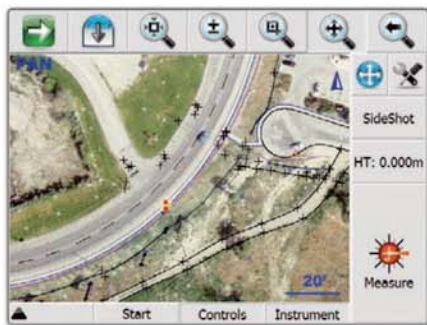 PAN
SideShot
HT: 0.000m
20'
Measure
Start Controls Instrument